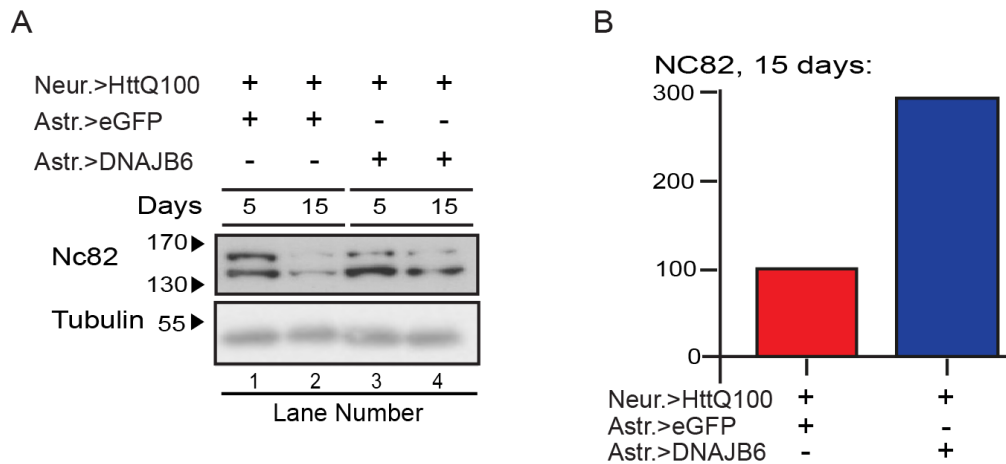 A
Neur.>HttQ100 + + + +
Astr.>eGFP + + - -
Astr.>DNAJB6 - - + +
Days 5 15 5 15
Nc82 170
130
Tubulin 55
1 2 3 4
Lane Number
B
NC82, 15 days:
300
200
100
0
Neur.>HttQ100 + +
Astr.>eGFP + -
Astr.>DNAJB6 - +